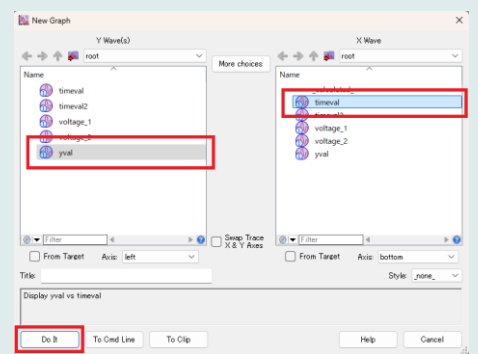 New Graph
Y Wave(s)
X Wave
root
More choices
root
Name
Name
timeval
timeval2
voltage_1
voltage_2
yval
_calculated_
timeval
timeval2
voltage_1
voltage_2
yval
Filter
Swap Trace
X & Y Axes
Filter
From Target
Axis:
left
From Target
Axis:
bottom
Title:
Style:
_none_
Display yval vs timeval
Do It
To Cmd Line
To Clip
Help
Cancel